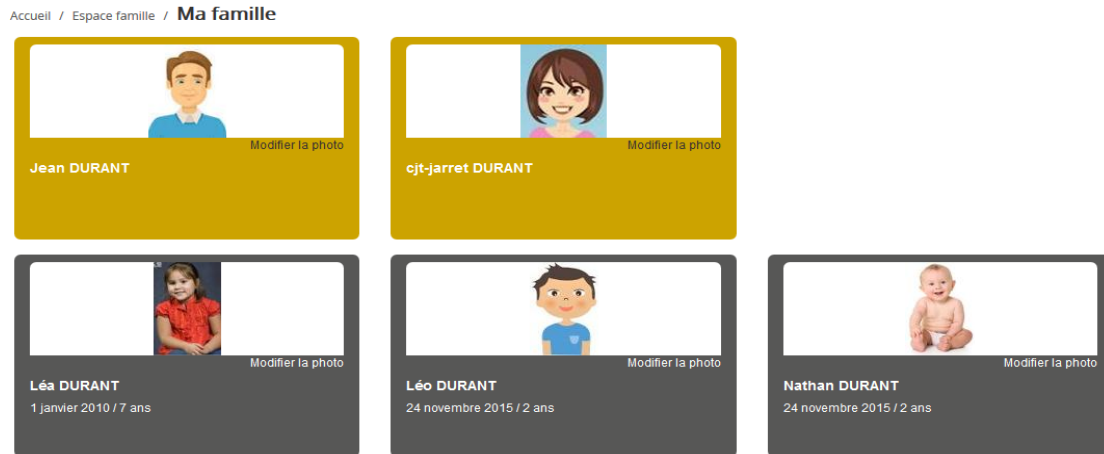 Accueil / Espace famille / Ma famille
Modifier la photo
Jean DURANT
Modifier la photo
cjt-jarret DURANT
Modifier la photo
Léa DURANT
1 janvier 2010 / 7 ans
Modifier la photo
Léo DURANT
24 novembre 2015 / 2 ans
Modifier la photo
Nathan DURANT
24 novembre 2015 / 2 ans